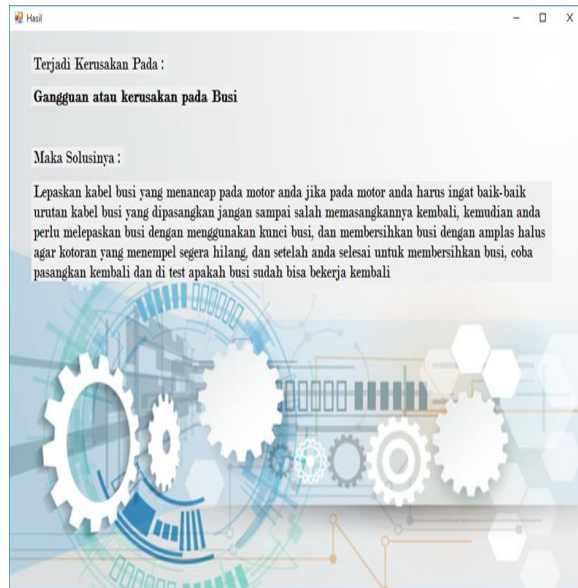 Hasil
Terjadi Kerusakan Pada :
Gangguan atau kerusakan pada Busi
Maka Solusinya :
Lepaskan kabel busi yang menancap pada motor anda jika pada motor anda harus ingat baik-baik
urutan kabel busi yang dipasangkan jangan sampai salah memasangkannya kembali, kemudian anda
perlu melepaskan busi dengan menggunakan kunci busi, dan membersihkan busi dengan amplas halus
agar kotoran yang menempel segera hilang, dan setelah anda selesai untuk membersihkan busi, coba
pasangkan kembali dan di test apakah busi sudah bisa bekerja kembali